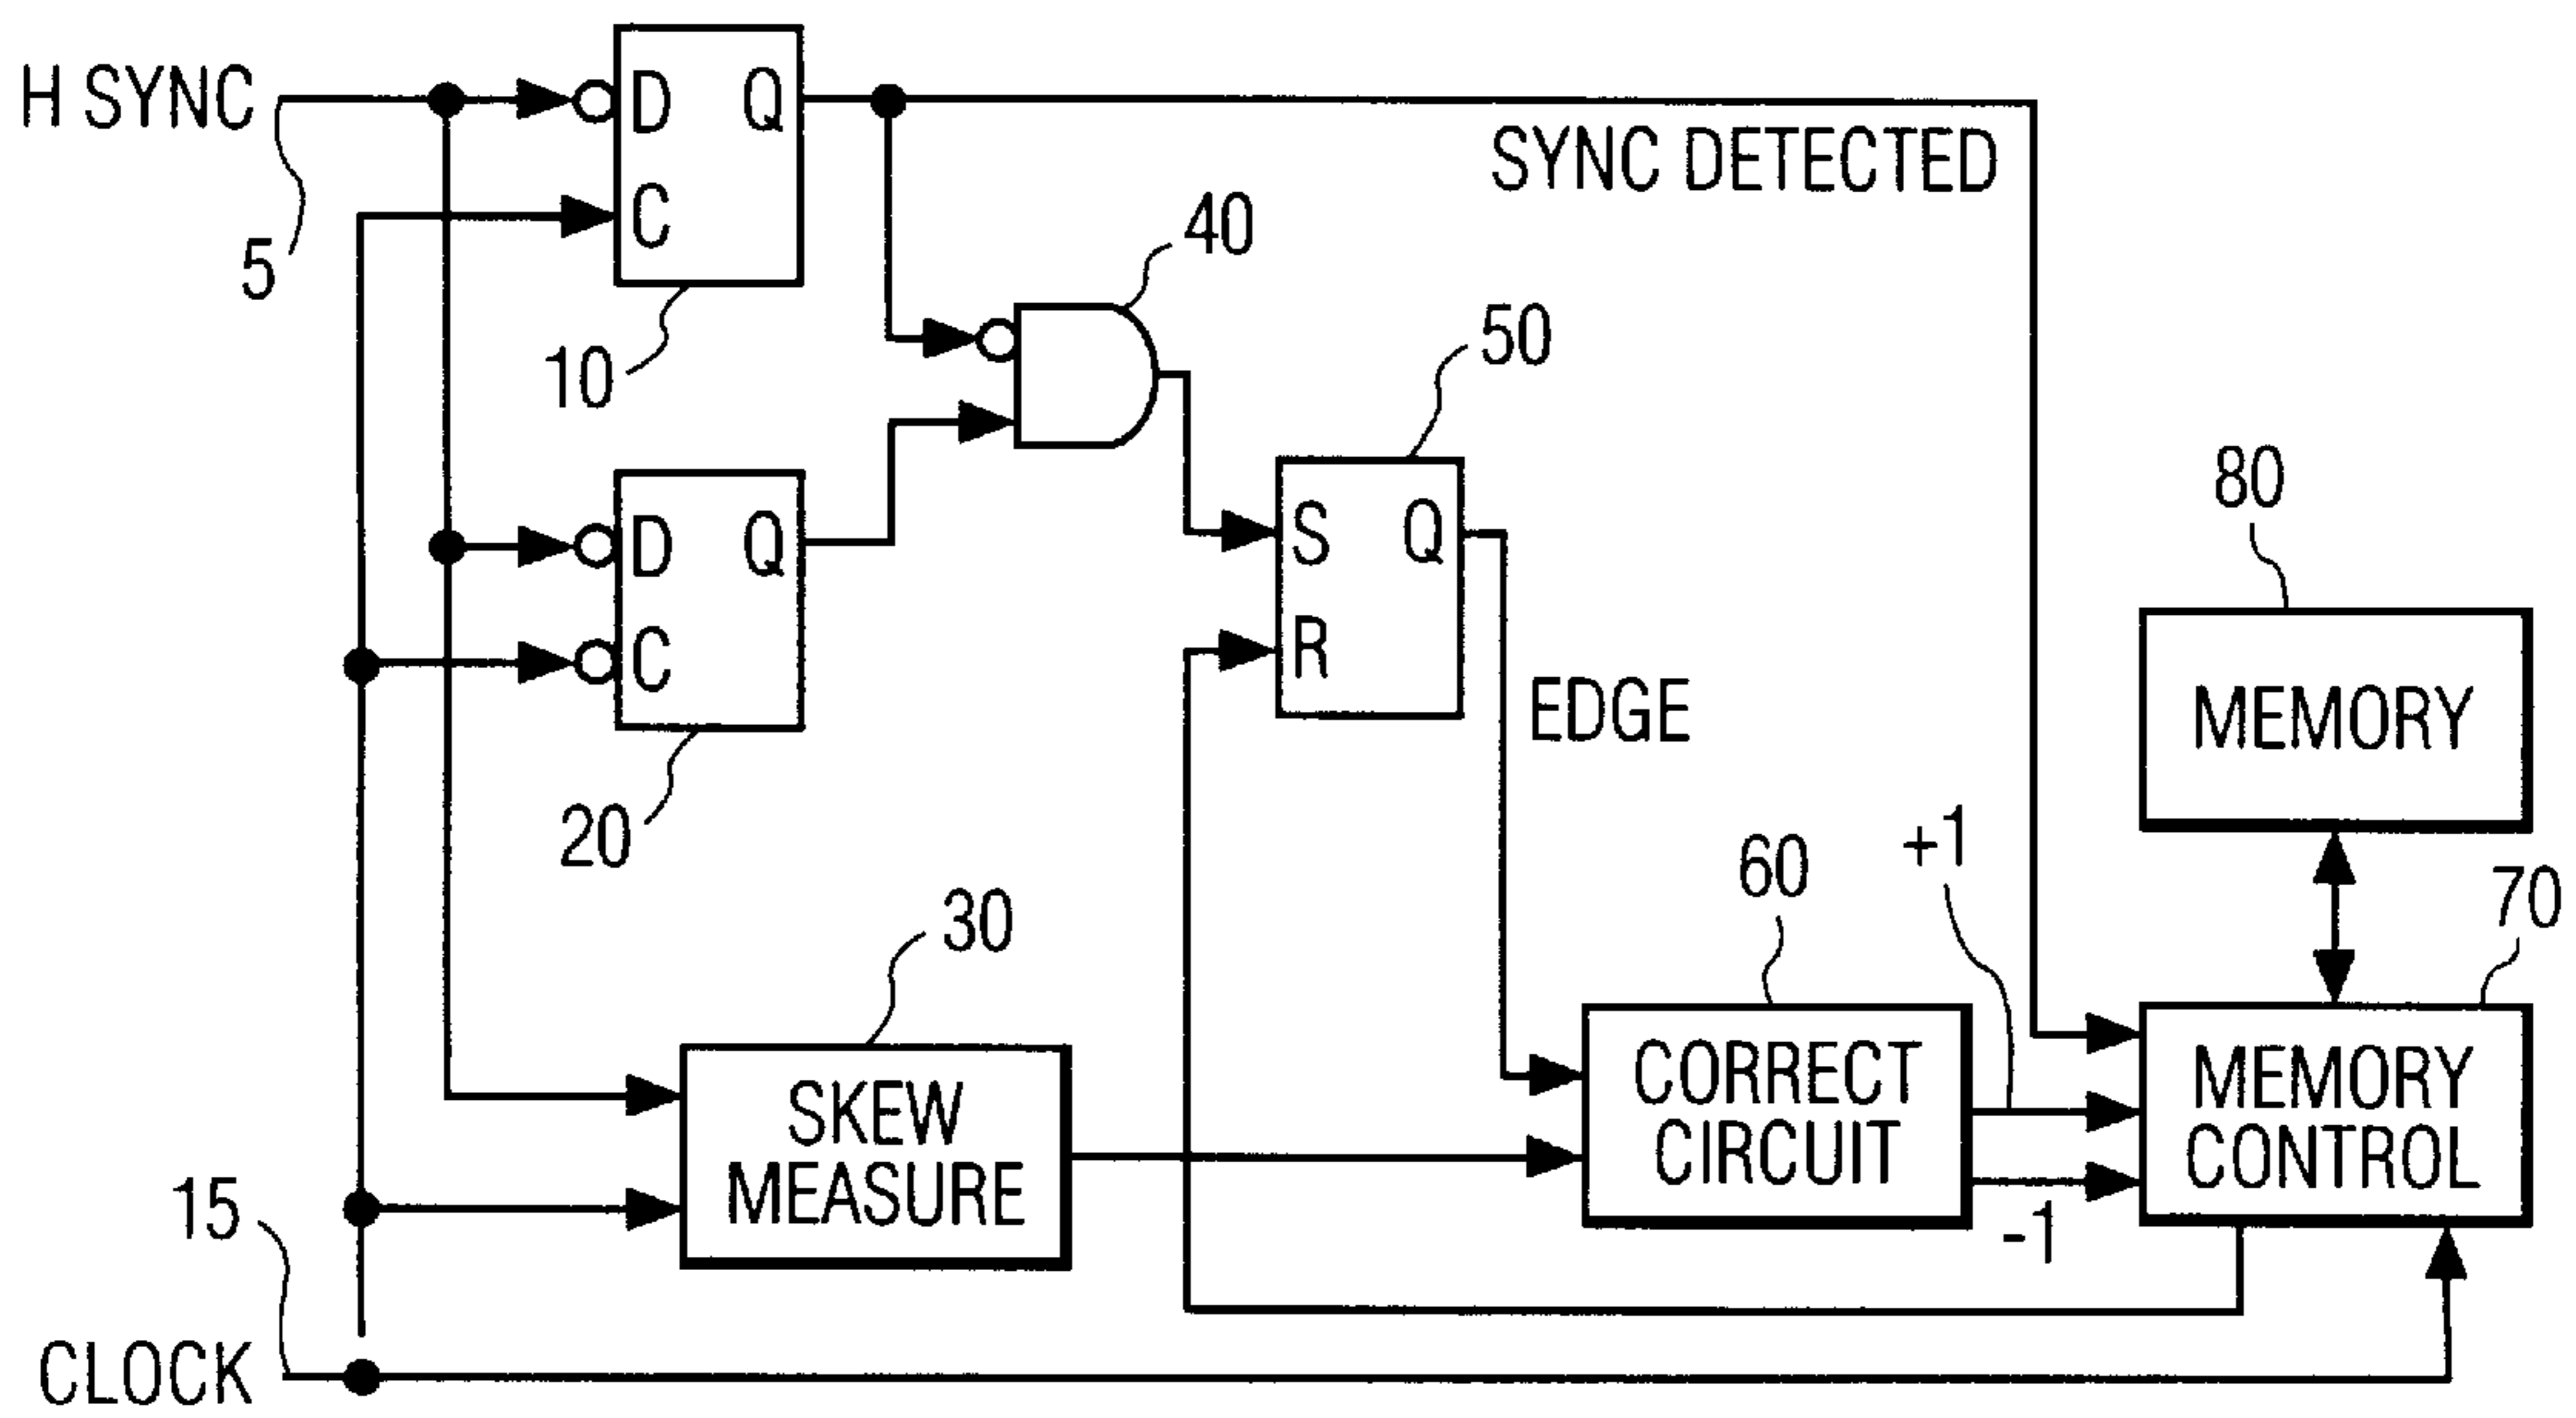 H SYNC
5
D Q
C
10
SYNC DETECTED
40
D Q
C
20
50
S Q
R
EDGE
80
MEMORY
30
SKEW
MEASURE
60
CORRECT
CIRCUIT
+1
-1
70
MEMORY
CONTROL
15
CLOCK